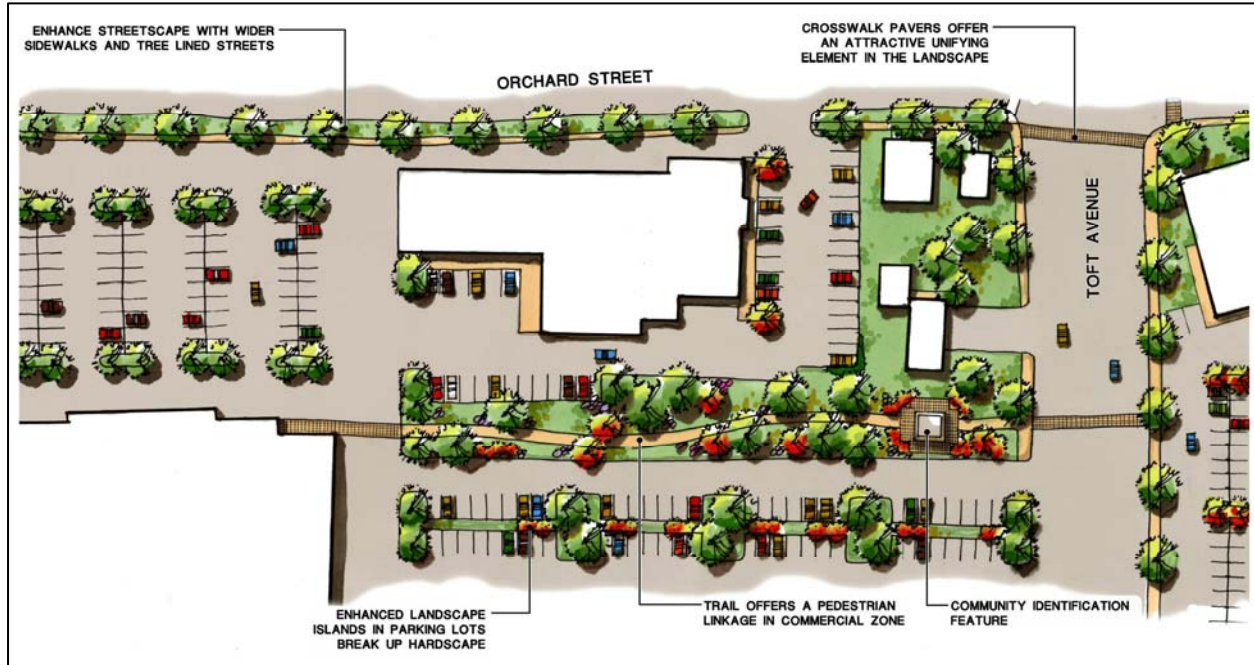 ENHANCE STREETSCAPE WITH WIDER
SIDEWALKS AND TREE LINED STREETS
ORCHARD STREET
CROSSWALK PAVERS OFFER
AN ATTRACTIVE UNIFYING
ELEMENT IN THE LANDSCAPE
TOFT AVENUE
ENHANCED LANDSCAPE
ISLANDS IN PARKING LOTS
BREAK UP HARDSCAPE
TRAIL OFFERS A PEDESTRIAN
LINKAGE IN COMMERCIAL ZONE
COMMUNITY IDENTIFICATION
FEATURE